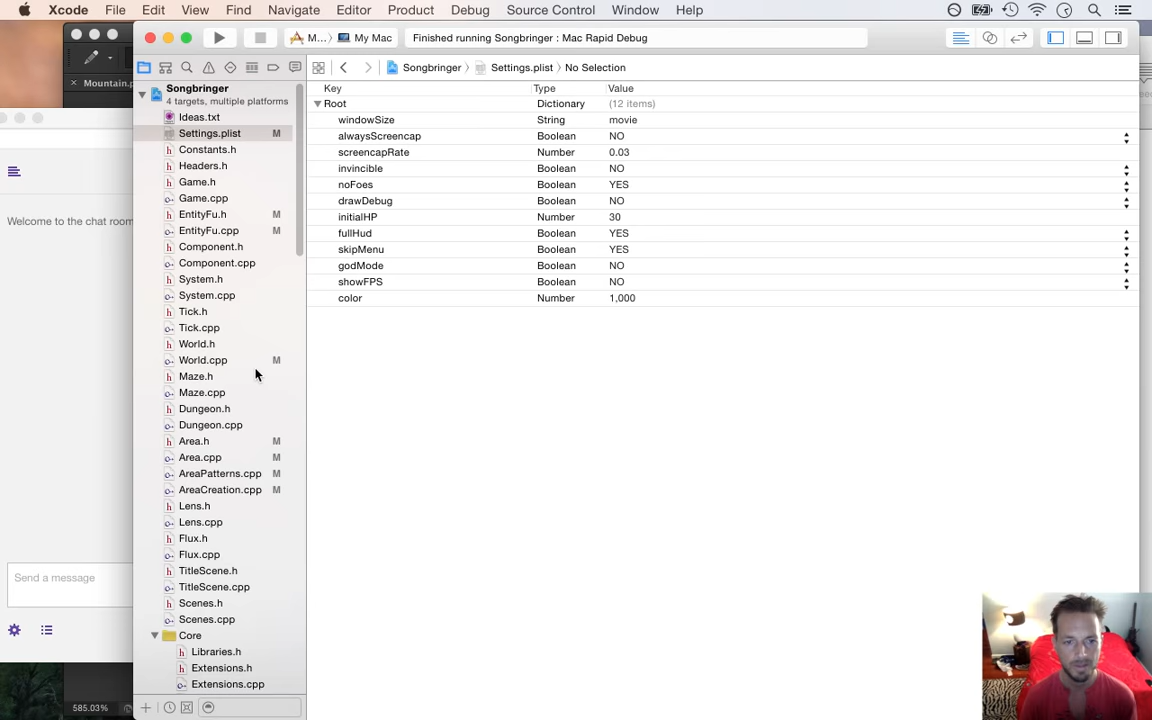 Xcode File Edit View Find Navigate Editor Product Debug Source Control Window Help
M... My Mac Finished running Songbringer : Mac Rapid Debug
Mountain.p
Songbringer Settings.plist No Selection
Songbringer
4 targets, multiple platforms
Ideas.txt
Settings.plist M
Constants.h
Headers.h
Game.h
Game.cpp
EntityFu.h M
EntityFu.cpp M
Component.h
Component.cpp
System.h
System.cpp
Tick.h
Tick.cpp
World.h
World.cpp M
Maze.h
Maze.cpp
Dungeon.h
Dungeon.cpp
Area.h M
Area.cpp M
AreaPatterns.cpp M
AreaCreation.cpp M
Lens.h
Lens.cpp
Flux.h
Flux.cpp
TitleScene.h
TitleScene.cpp
Scenes.h
Scenes.cpp
Core
Libraries.h
Extensions.h
Extensions.cpp
Key Type Value
Root Dictionary (12 items)
windowSize String movie
alwaysScreencap Boolean NO
screencapRate Number 0.03
invincible Boolean NO
noFoes Boolean YES
drawDebug Boolean NO
initialHP Number 30
fullHud Boolean YES
skipMenu Boolean YES
godMode Boolean NO
showFPS Boolean NO
color Number 1,000
Welcome to the chat room
Send a message
585.03%